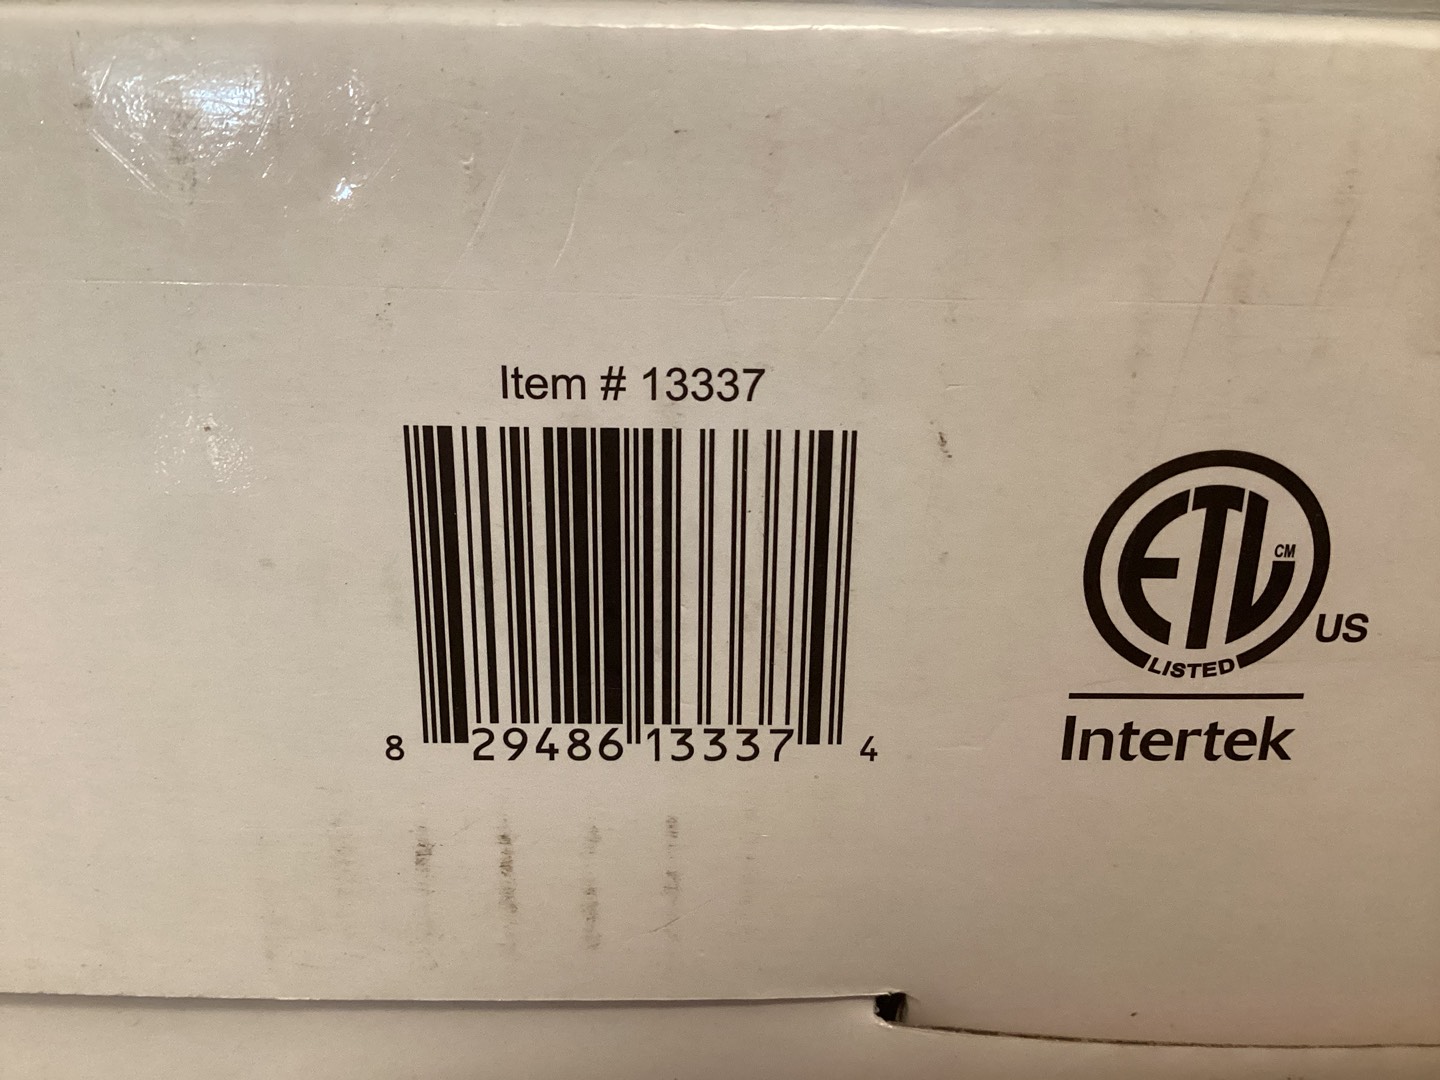 Item # 13337
8 29486 13337 4
ETL CM
LISTED
US
Intertek